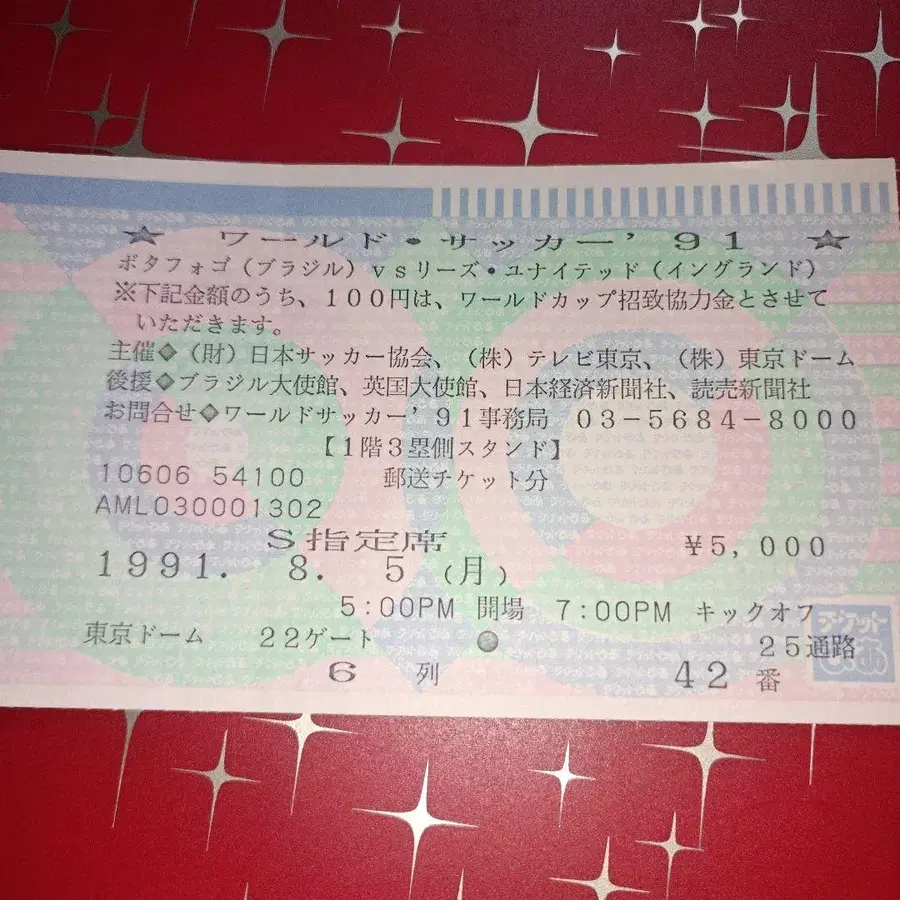 ★ ワールド・サッカー’91 ★
ボタフォゴ(ブラジル)vsリーズ・ユナイテッド(イングランド)
※下記金額のうち、100円は、ワールドカップ招致協力金とさせて
いただきます。
主催◆(財)日本サッカー協会、(株)テレビ東京、(株)東京ドーム
後援◆ブラジル大使館、英国大使館、日本経済新聞社、読売新聞社
お問合せ◆ワールドサッカー’91事務局 03-5684-8000
【1階3塁側スタンド】
10606 54100 郵送チケット分
AML030001302
S指定席 ¥5,000
1991. 8. 5(月)
5:00PM 開場 7:00PM キックオフ
東京ドーム 22ゲート ● 25通路
6 列 42 番
チケット
ぴあ